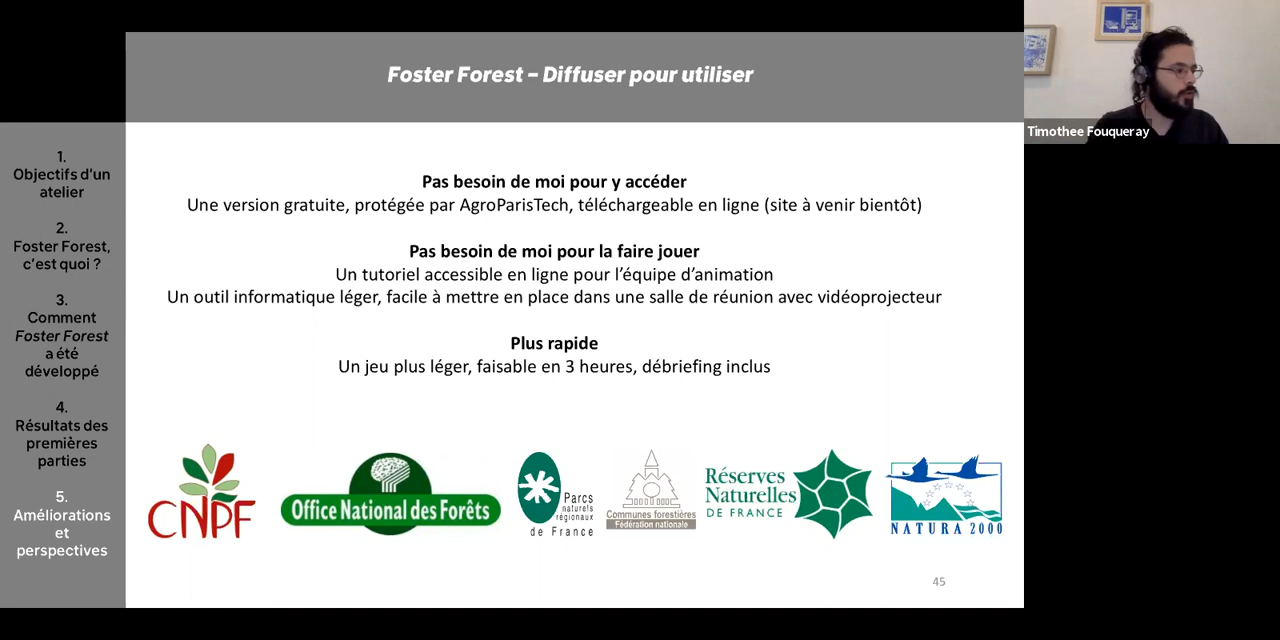 Foster Forest – Diffuser pour utiliser
Timothee Fouqueray
1.
Objectifs d'un
atelier
2.
Foster Forest,
c'est quoi ?
3.
Comment
Foster Forest
a été
développé
4.
Résultats des
premières
parties
5.
Améliorations
et
perspectives
Pas besoin de moi pour y accéder
Une version gratuite, protégée par AgroParisTech, téléchargeable en ligne (site à venir bientôt)
Pas besoin de moi pour la faire jouer
Un tutoriel accessible en ligne pour l'équipe d'animation
Un outil informatique léger, facile à mettre en place dans une salle de réunion avec vidéoprojecteur
Plus rapide
Un jeu plus léger, faisable en 3 heures, débriefing inclus
CNPF
Office National des Forêts
Parcs
naturels
régionaux
de France
Communes forestières
Fédération nationale
Réserves
Naturelles
DE FRANCE
NATURA 2000
45